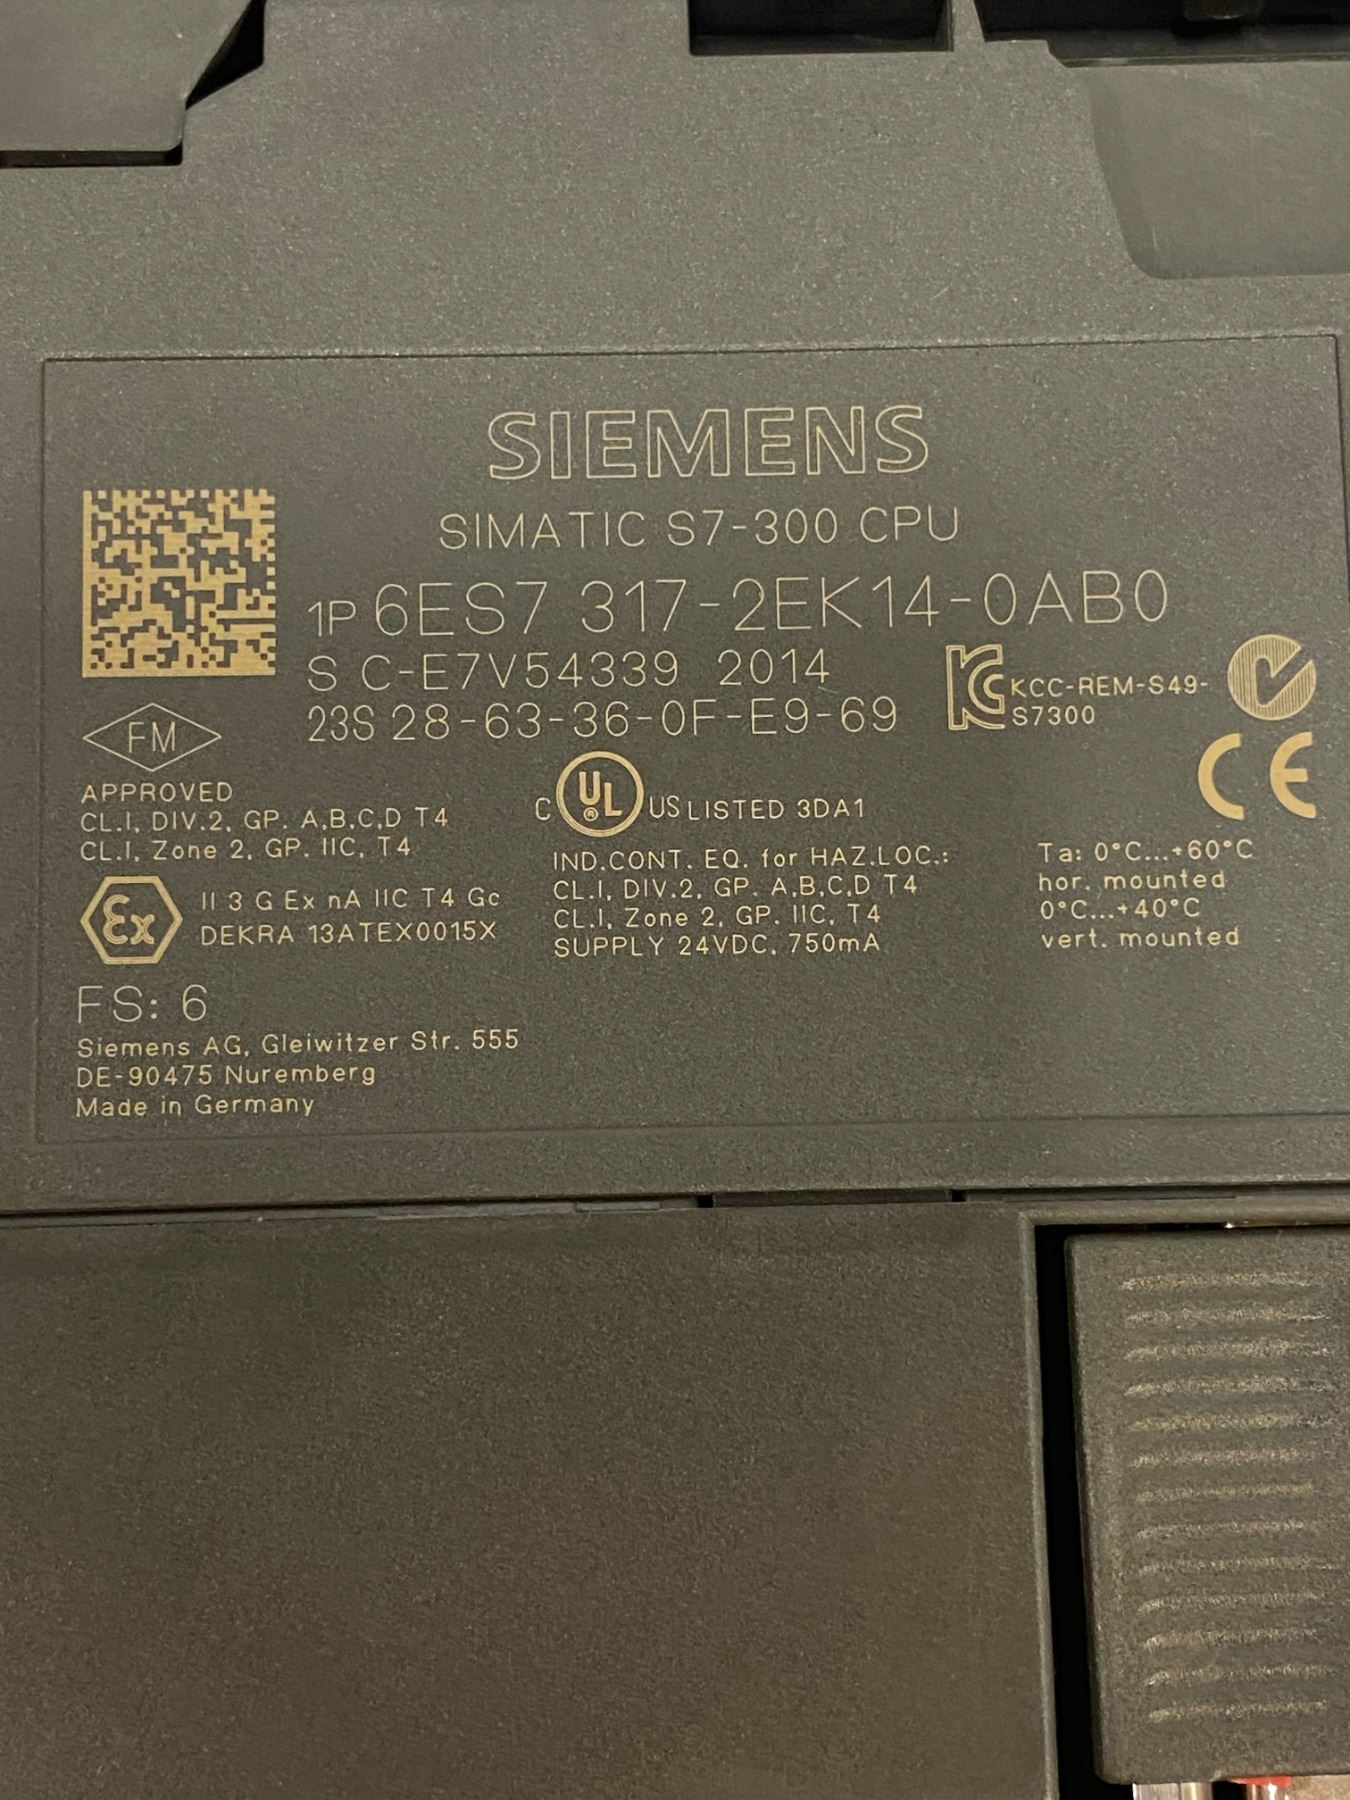 SIEMENS
SIMATIC S7-300 CPU
1P 6ES7 317-2EK14-0AB0
S C-E7V54339 2014
23S 28-63-36-0F-E9-69
KCC-REM-S49-
S7300
FM
APPROVED
CL.I, DIV.2, GP. A,B,C,D T4
CL.I, Zone 2, GP. IIC, T4
Ex
II 3 G Ex nA IIC T4 Gc
DEKRA 13ATEX0015X
C UL ® US LISTED 3DA1
IND.CONT. EQ. for HAZ.LOC.:
CL.I, DIV.2, GP. A,B,C,D T4
CL.I, Zone 2, GP. IIC, T4
SUPPLY 24VDC, 750mA
CE
Ta: 0°C...+60°C
hor. mounted
0°C...+40°C
vert. mounted
FS: 6
Siemens AG, Gleiwitzer Str. 555
DE-90475 Nuremberg
Made in Germany